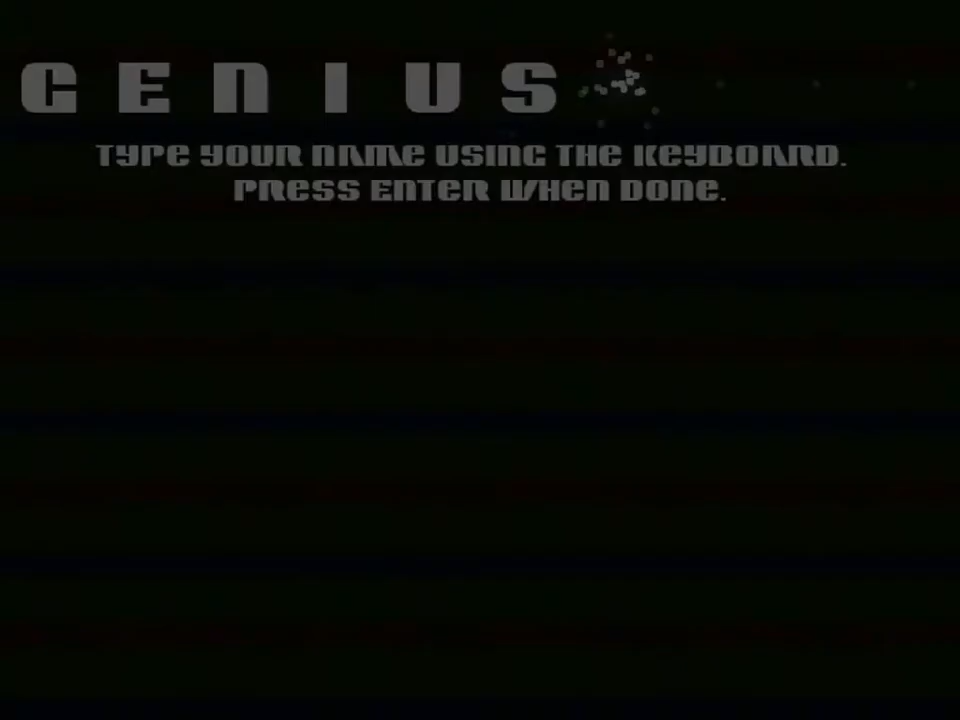 GENIUS
TYPE YOUR NAME USING THE KEYBOARD.
PRESS ENTER WHEN DONE.